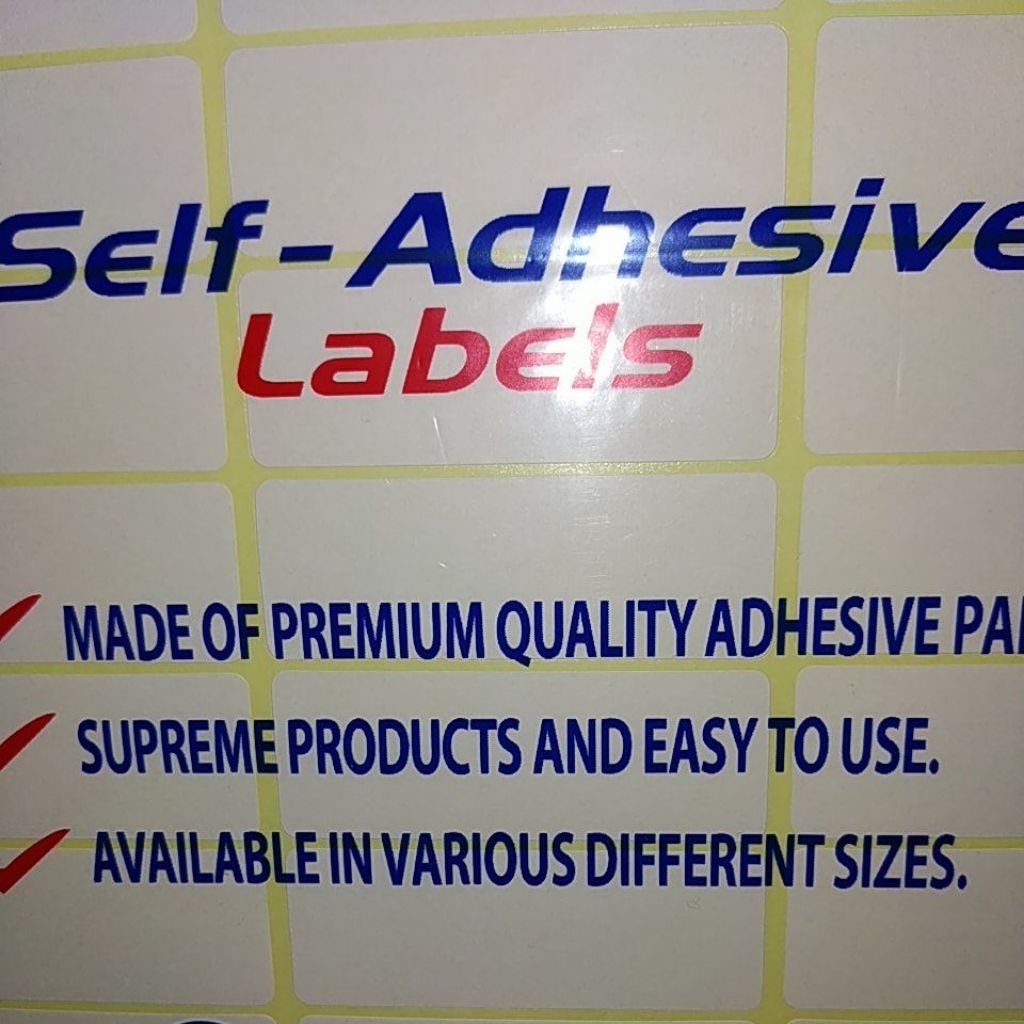 Self-Adhesive
Labels
MADE OF PREMIUM QUALITY ADHESIVE
SUPREME PRODUCTS AND EASY TO USE.
AVAILABLE IN VARIOUS DIFFERENT SIZES.